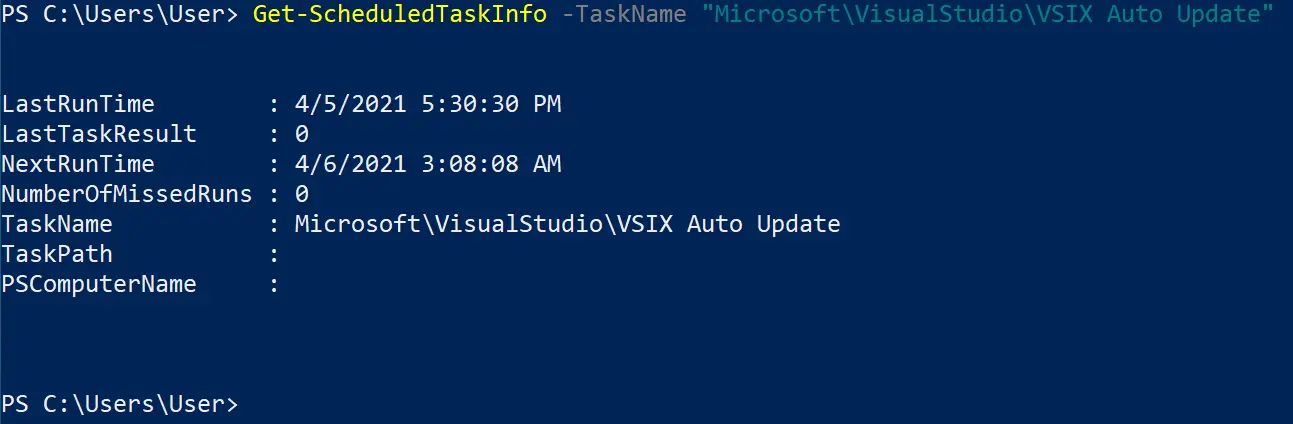 PS C:\Users\User> Get-ScheduledTaskInfo -TaskName "Microsoft\VisualStudio\VSIX Auto Update"
LastRunTime : 4/5/2021 5:30:30 PM
LastTaskResult : 0
NextRunTime : 4/6/2021 3:08:08 AM
NumberOfMissedRuns : 0
TaskName : Microsoft\VisualStudio\VSIX Auto Update
TaskPath :
PSComputerName :
PS C:\Users\User>